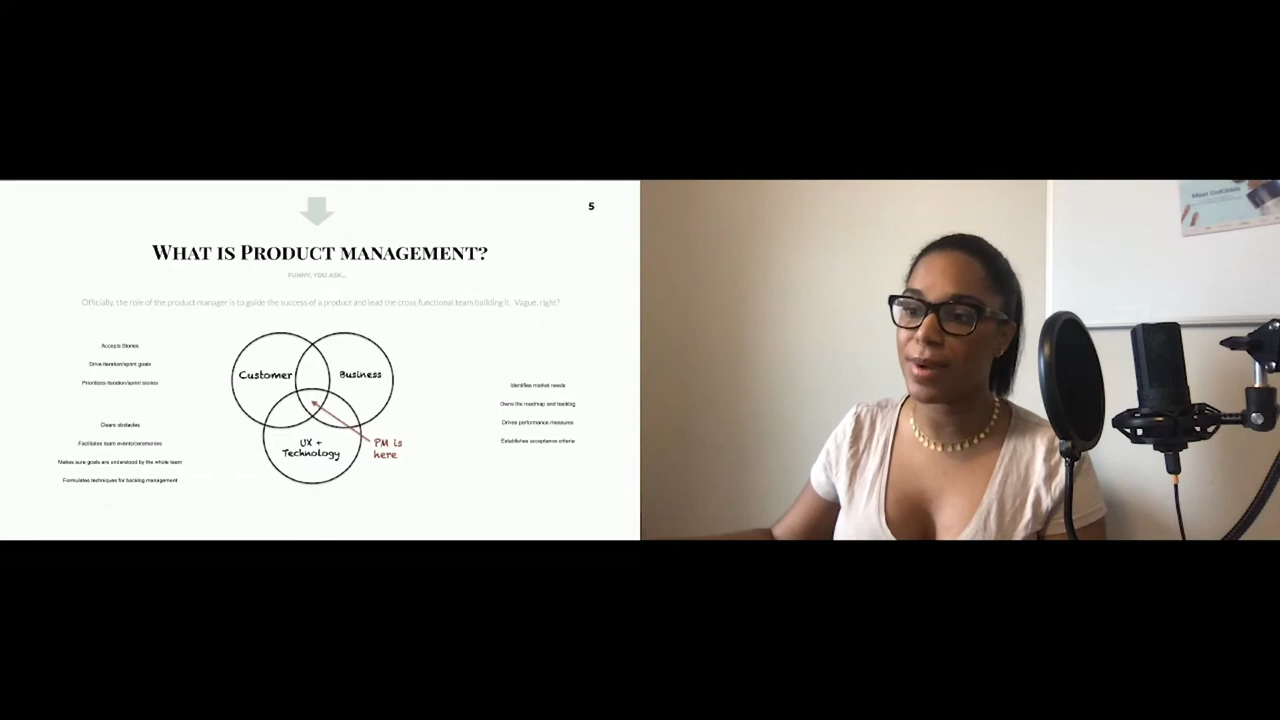 5
WHAT IS PRODUCT MANAGEMENT?
FUNNY, YOU ASK...
Officially, the role of the product manager is to guide the success of a product and lead the cross functional team building it. Vague, right?
Accepts Stories
Drive iteration/sprint goals
Prioritizes iteration/sprint stories
Clears obstacles
Facilitates team events/ceremonies
Makes sure goals are understood by the whole team
Formulates techniques for backlog management
Customer
Business
UX +
Technology
PM is
here
Identifies market needs
Owns the roadmap and backlog
Drives performance measures
Establishes acceptance criteria
Meet